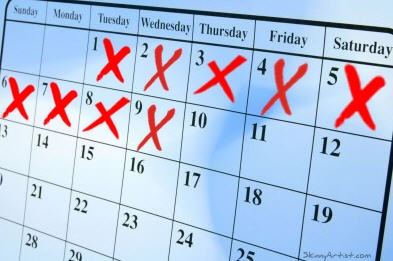 Sunday Monday Tuesday Wednesday Thursday Friday Saturday
1 2 3 4 5
6 7 8 9 10 11 12
13 14 15 16 17 18 19
21 22 23 24 25
28 29
SkinnyArtist.com